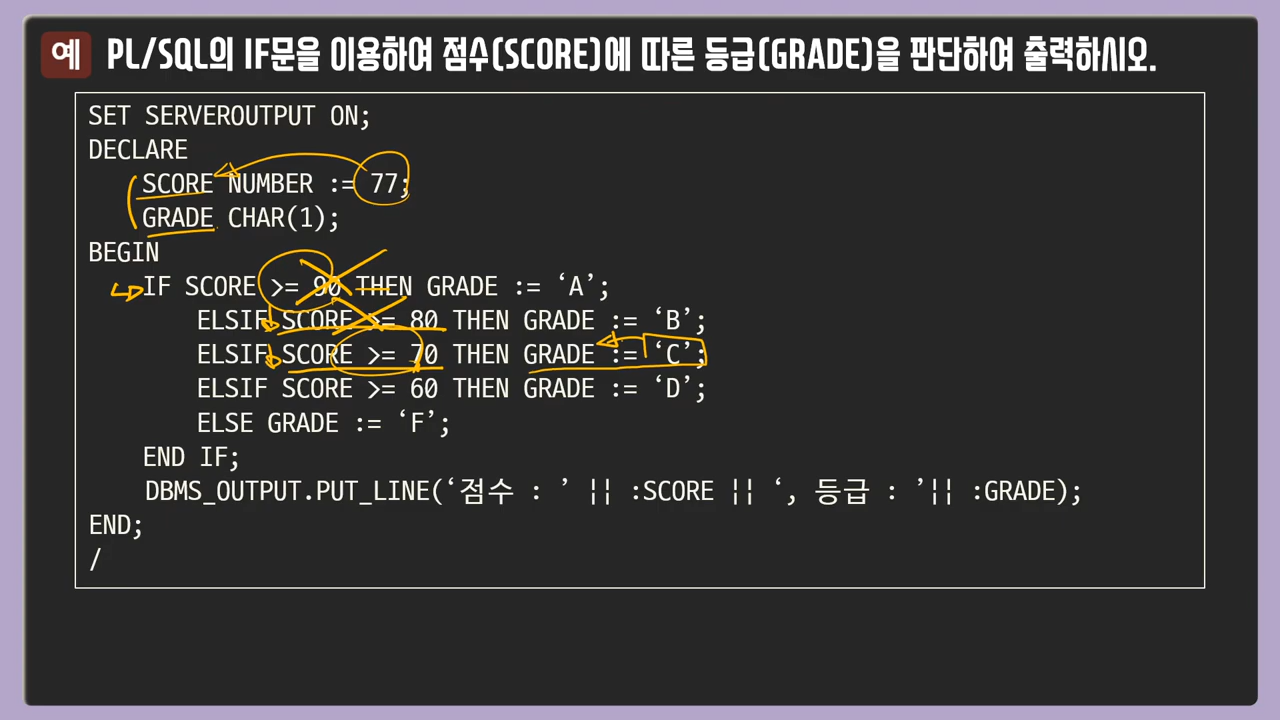 예 PL/SQL의 IF문을 이용하여 점수(SCORE)에 따른 등급(GRADE)을 판단하여 출력하시오.
SET SERVEROUTPUT ON;
DECLARE
SCORE NUMBER := 77;
GRADE CHAR(1);
BEGIN
IF SCORE >= 90 THEN GRADE := ‘A’;
ELSIF SCORE >= 80 THEN GRADE := ‘B’;
ELSIF SCORE >= 70 THEN GRADE := ‘C’;
ELSIF SCORE >= 60 THEN GRADE := ‘D’;
ELSE GRADE := ‘F’;
END IF;
DBMS_OUTPUT.PUT_LINE(‘점수 : ’ || :SCORE || ‘, 등급 : ’|| :GRADE);
END;
/